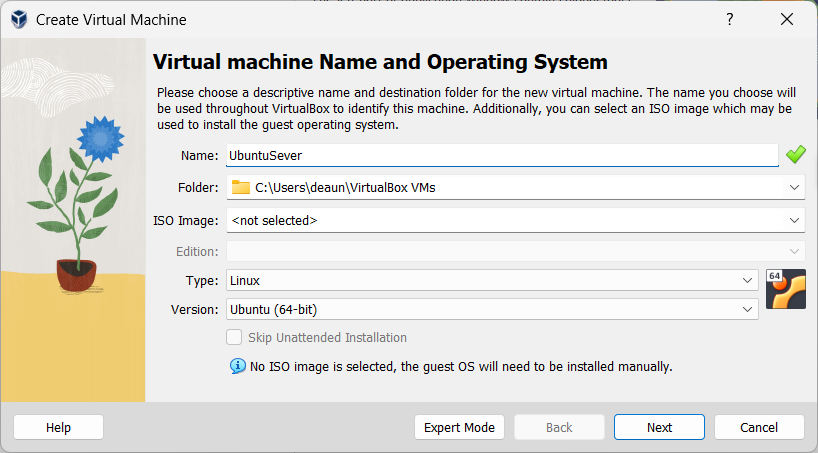 Create Virtual Machine
Virtual machine Name and Operating System
Please choose a descriptive name and destination folder for the new virtual machine. The name you choose will
be used throughout VirtualBox to identify this machine. Additionally, you can select an ISO image which may be
used to install the guest operating system.
Name: UbuntuSever
Folder: C:\Users\deaun\VirtualBox VMs
ISO Image: <not selected>
Edition:
Type: Linux
64
Version: Ubuntu (64-bit)
Skip Unattended Installation
No ISO image is selected, the guest OS will need to be installed manually.
Help Expert Mode Back Next Cancel